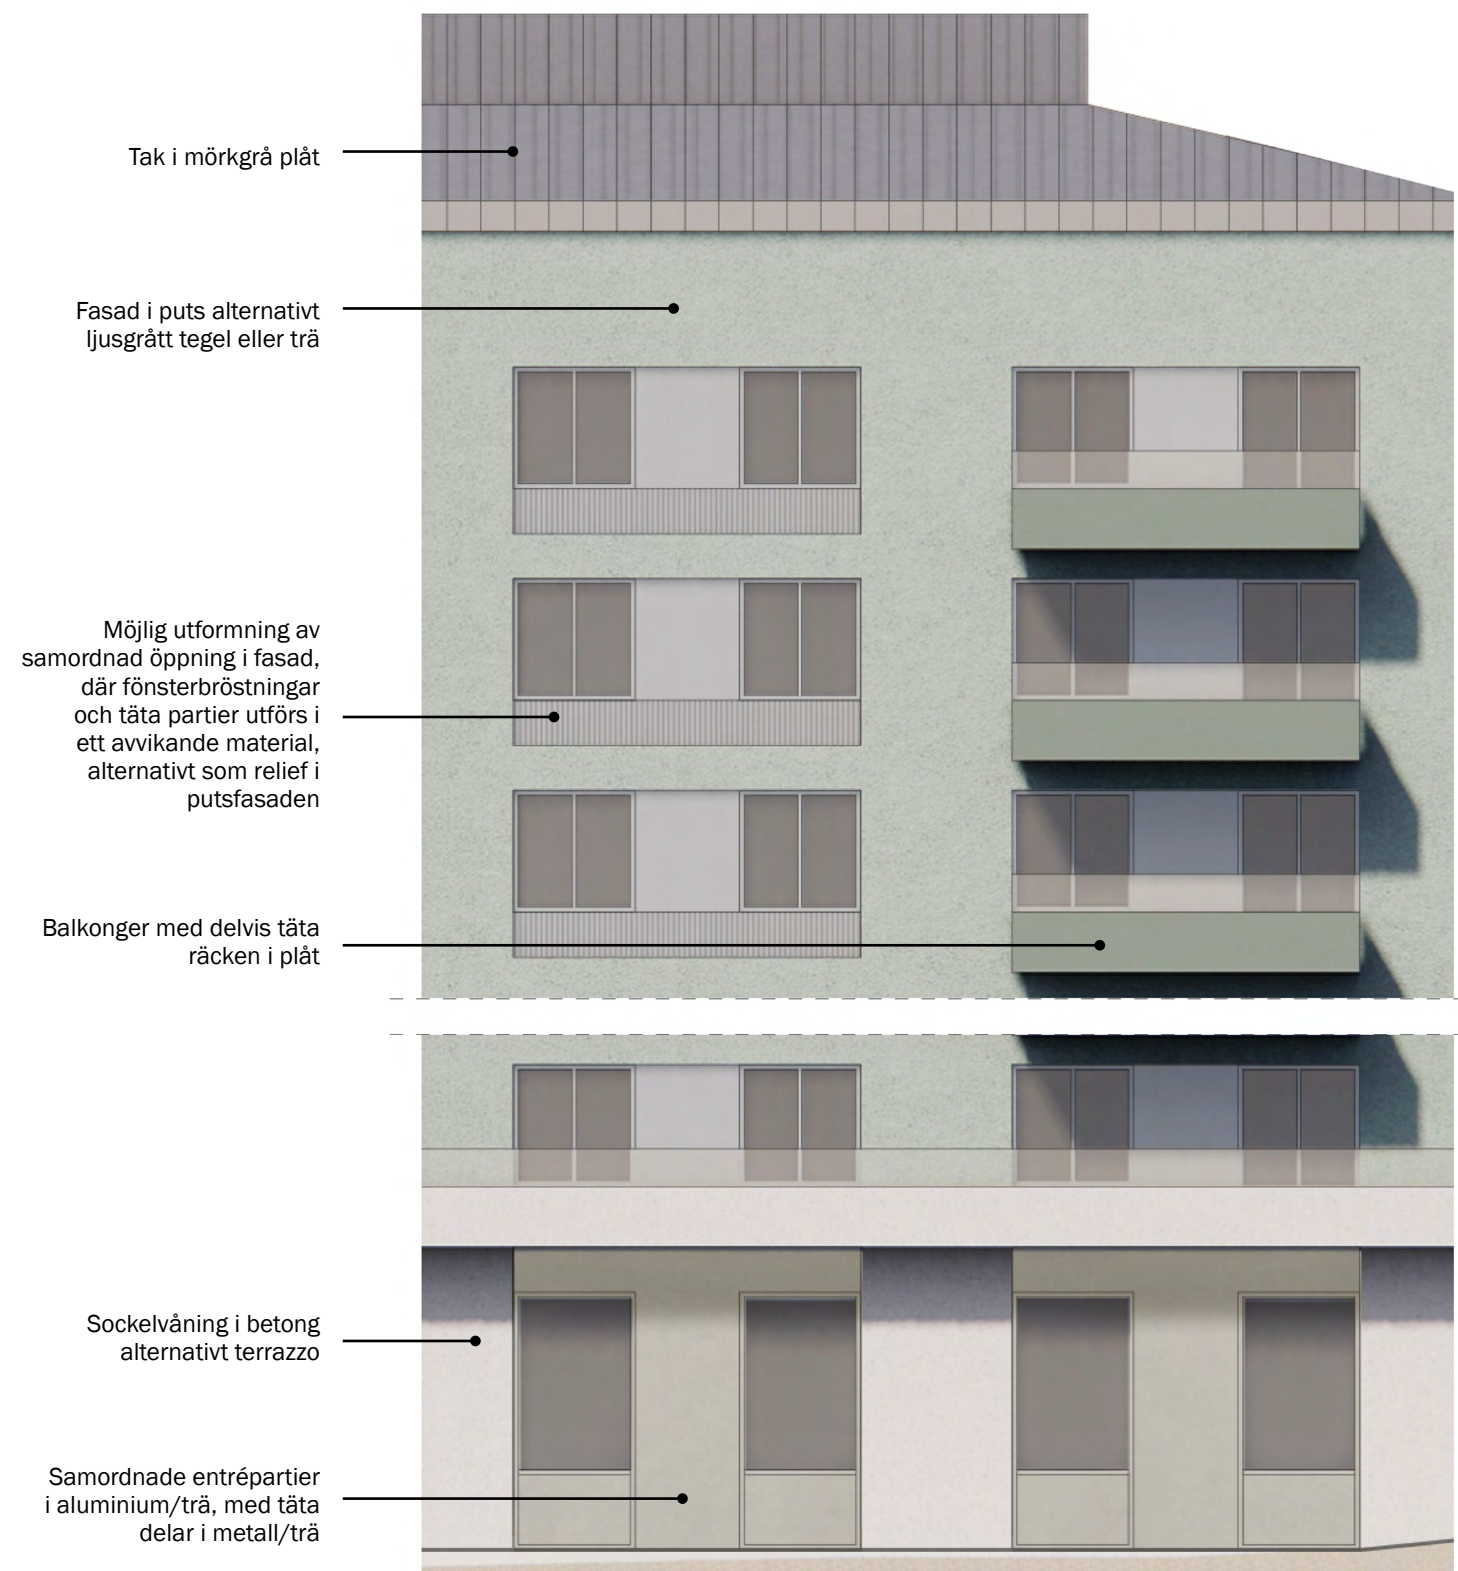 Tak i mörkgrå plåt
Fasad i puts alternativt
ljusgrått tegel eller trä
Möjlig utformning av
samordnad öppning i fasad,
där fönsterbröstningar
och täta partier utförs i
ett avvikande material,
alternativt som relief i
putsfasaden
Balkonger med delvis täta
räcken i plåt
Sockelvåning i betong
alternativt terrazzo
Samordnade entrépartier
i aluminium/trä, med täta
delar i metall/trä